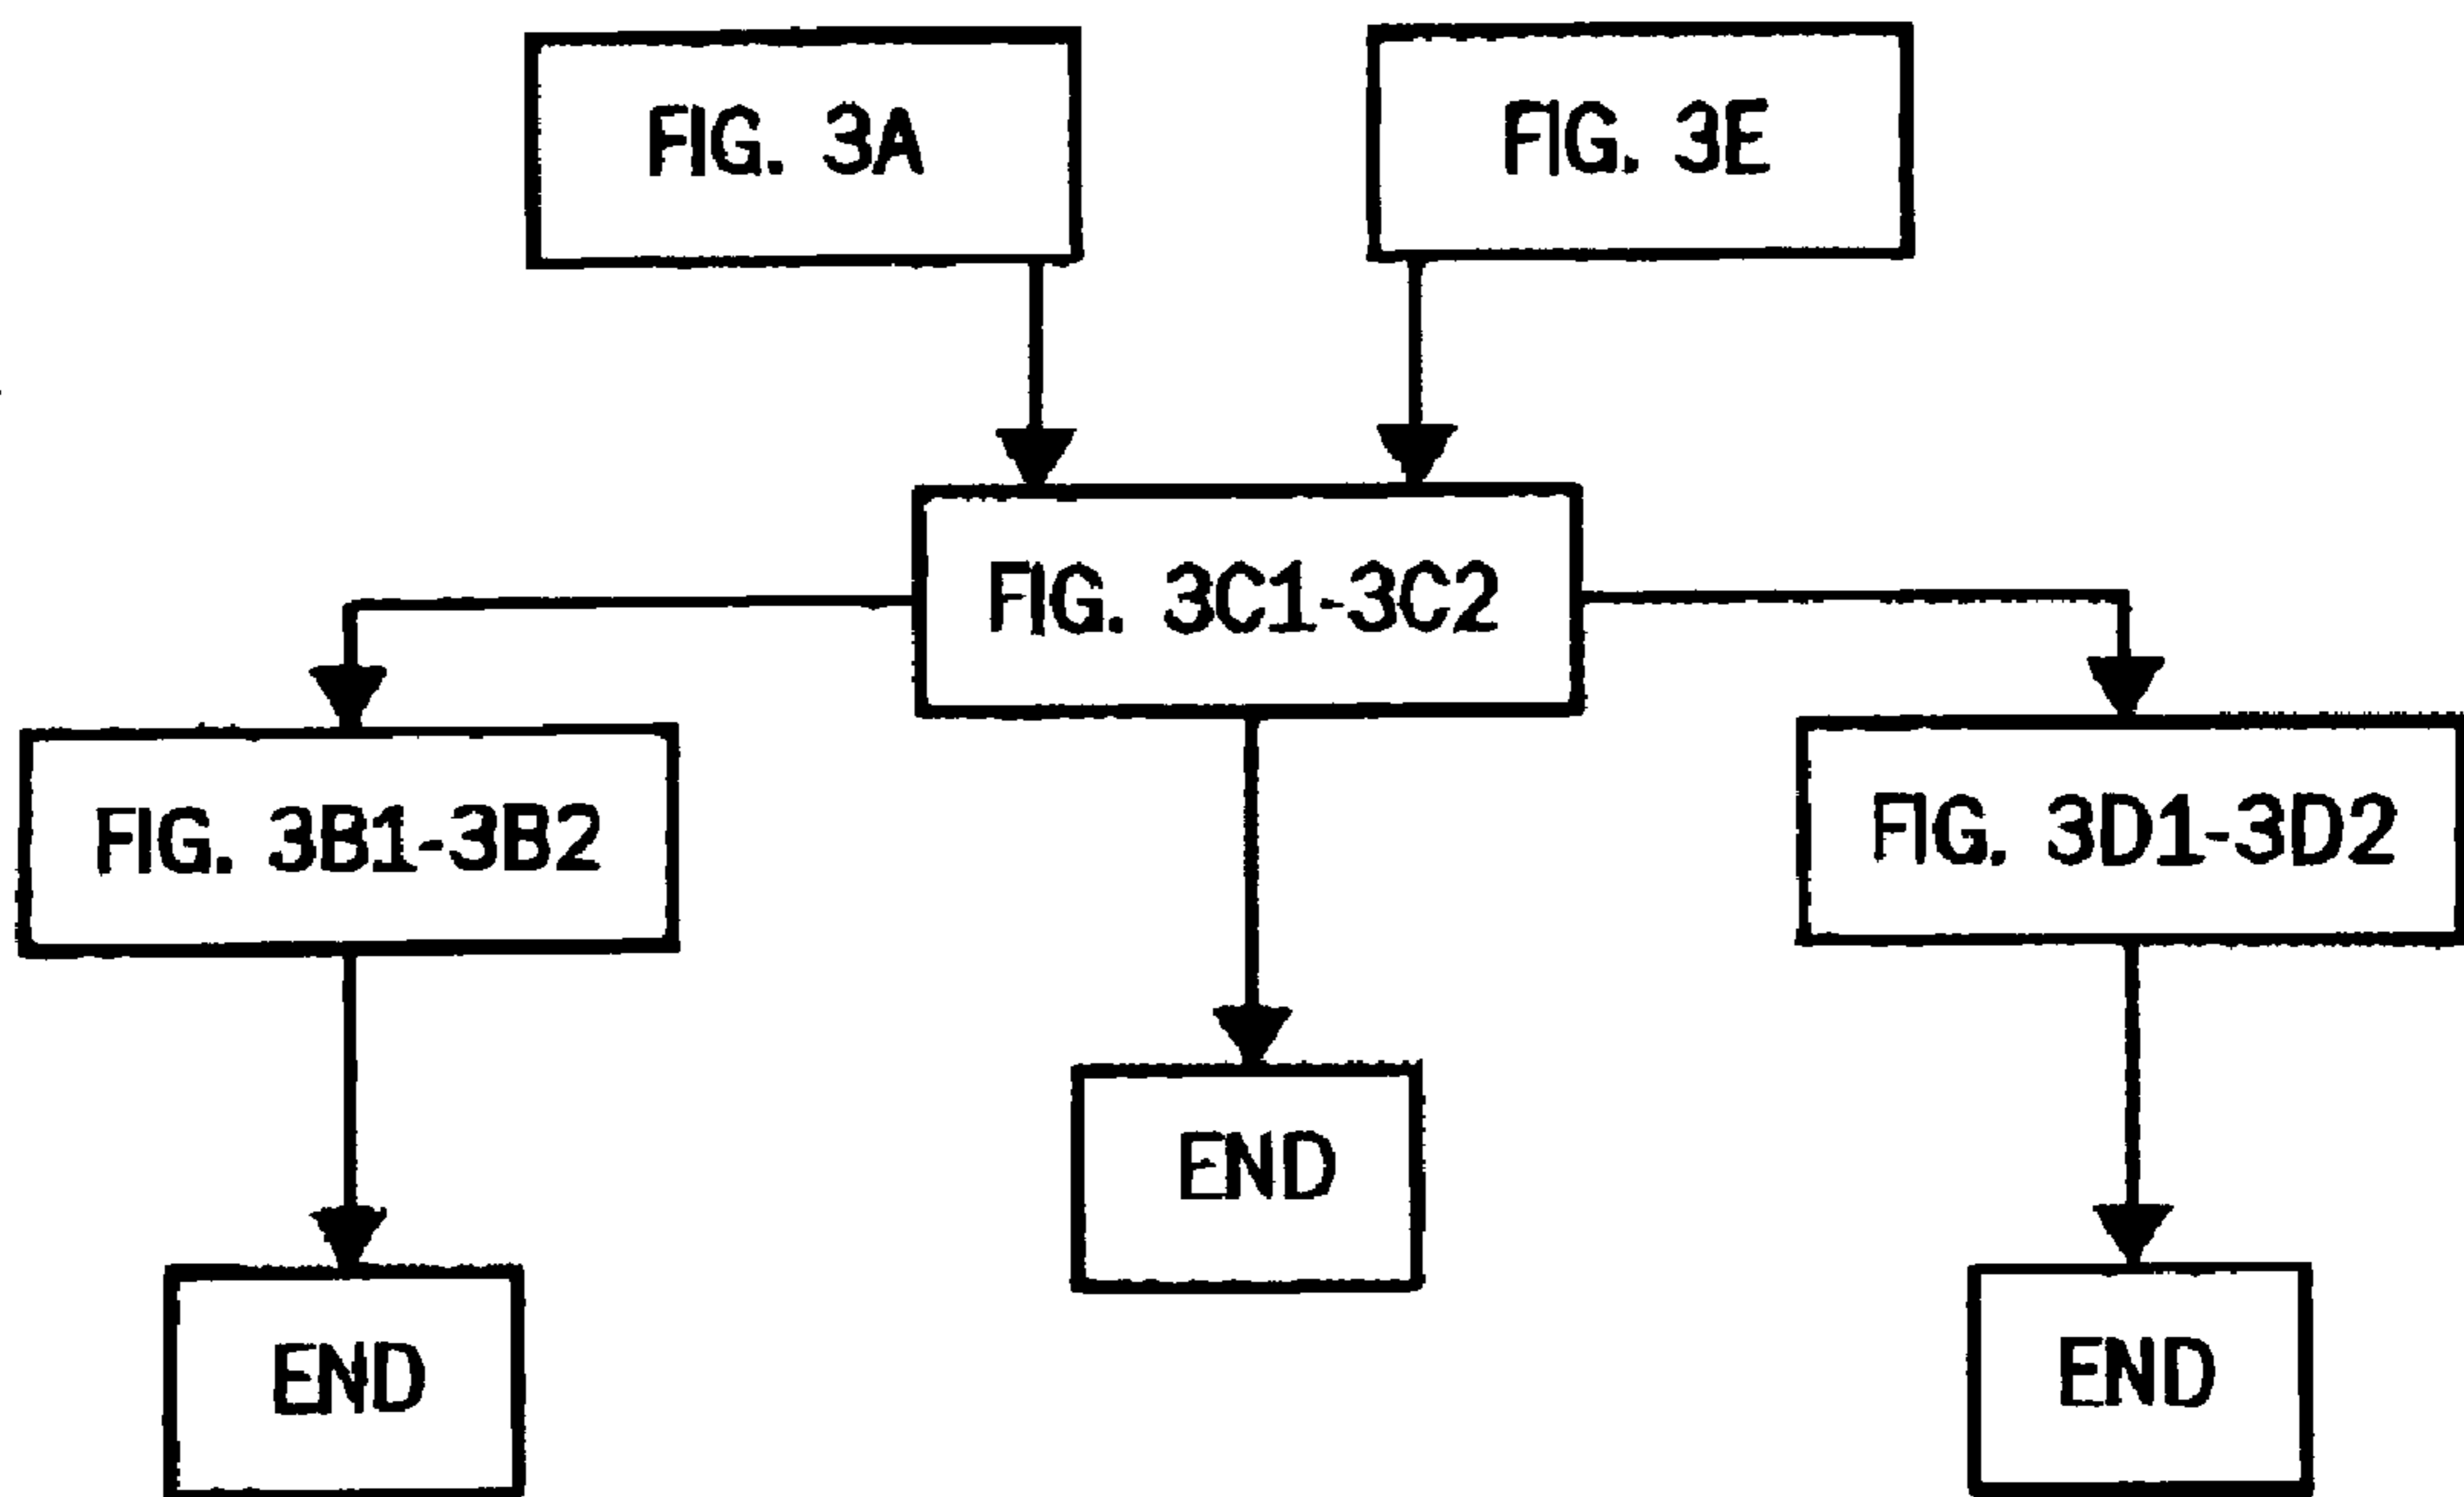 FIG. 3A
FIG. 3E
FIG. 3C1-3C2
FIG. 3B1-3B2
FIG. 3D1-3D2
END
END
END